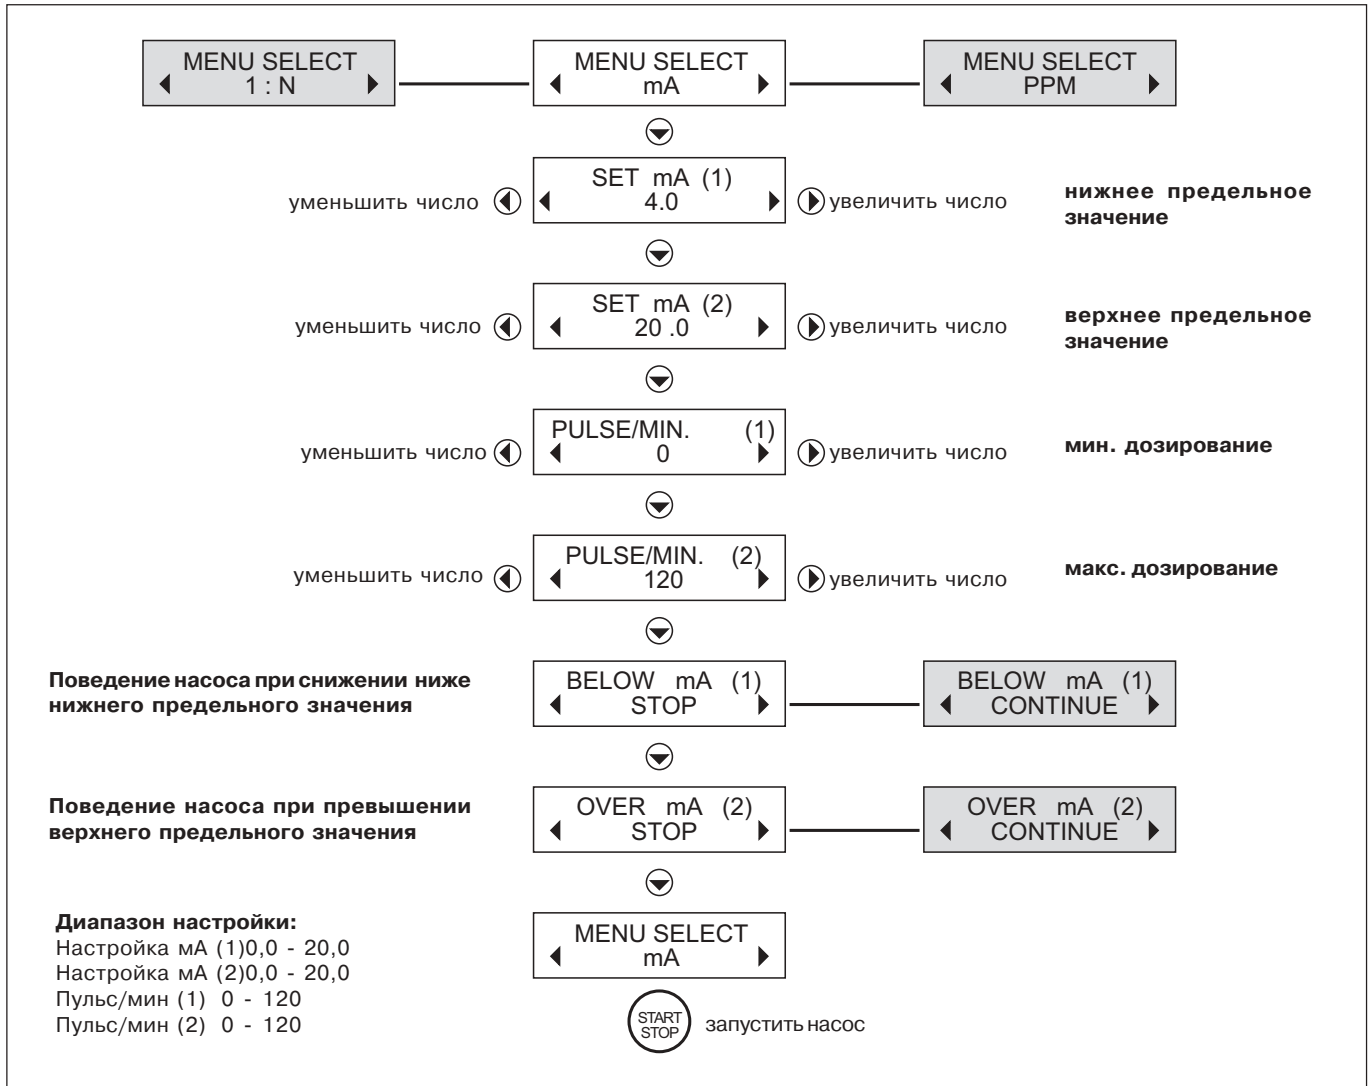 MENU SELECT
1 : N
MENU SELECT
mA
MENU SELECT
PPM
уменьшить число
SET mA (1)
4.0
увеличить число
нижнее предельное
значение
уменьшить число
SET mA (2)
20 .0
увеличить число
верхнее предельное
значение
уменьшить число
PULSE/MIN. (1)
0
увеличить число
мин. дозирование
уменьшить число
PULSE/MIN. (2)
120
увеличить число
макс. дозирование
Поведение насоса при снижении ниже
нижнего предельного значения
BELOW mA (1)
STOP
BELOW mA (1)
CONTINUE
Поведение насоса при превышении
верхнего предельного значения
OVER mA (2)
STOP
OVER mA (2)
CONTINUE
Диапазон настройки:
Настройка мА (1)0,0 - 20,0
Настройка мА (2)0,0 - 20,0
Пульс/мин (1) 0 - 120
Пульс/мин (2) 0 - 120
MENU SELECT
mA
START
STOP
запустить насос